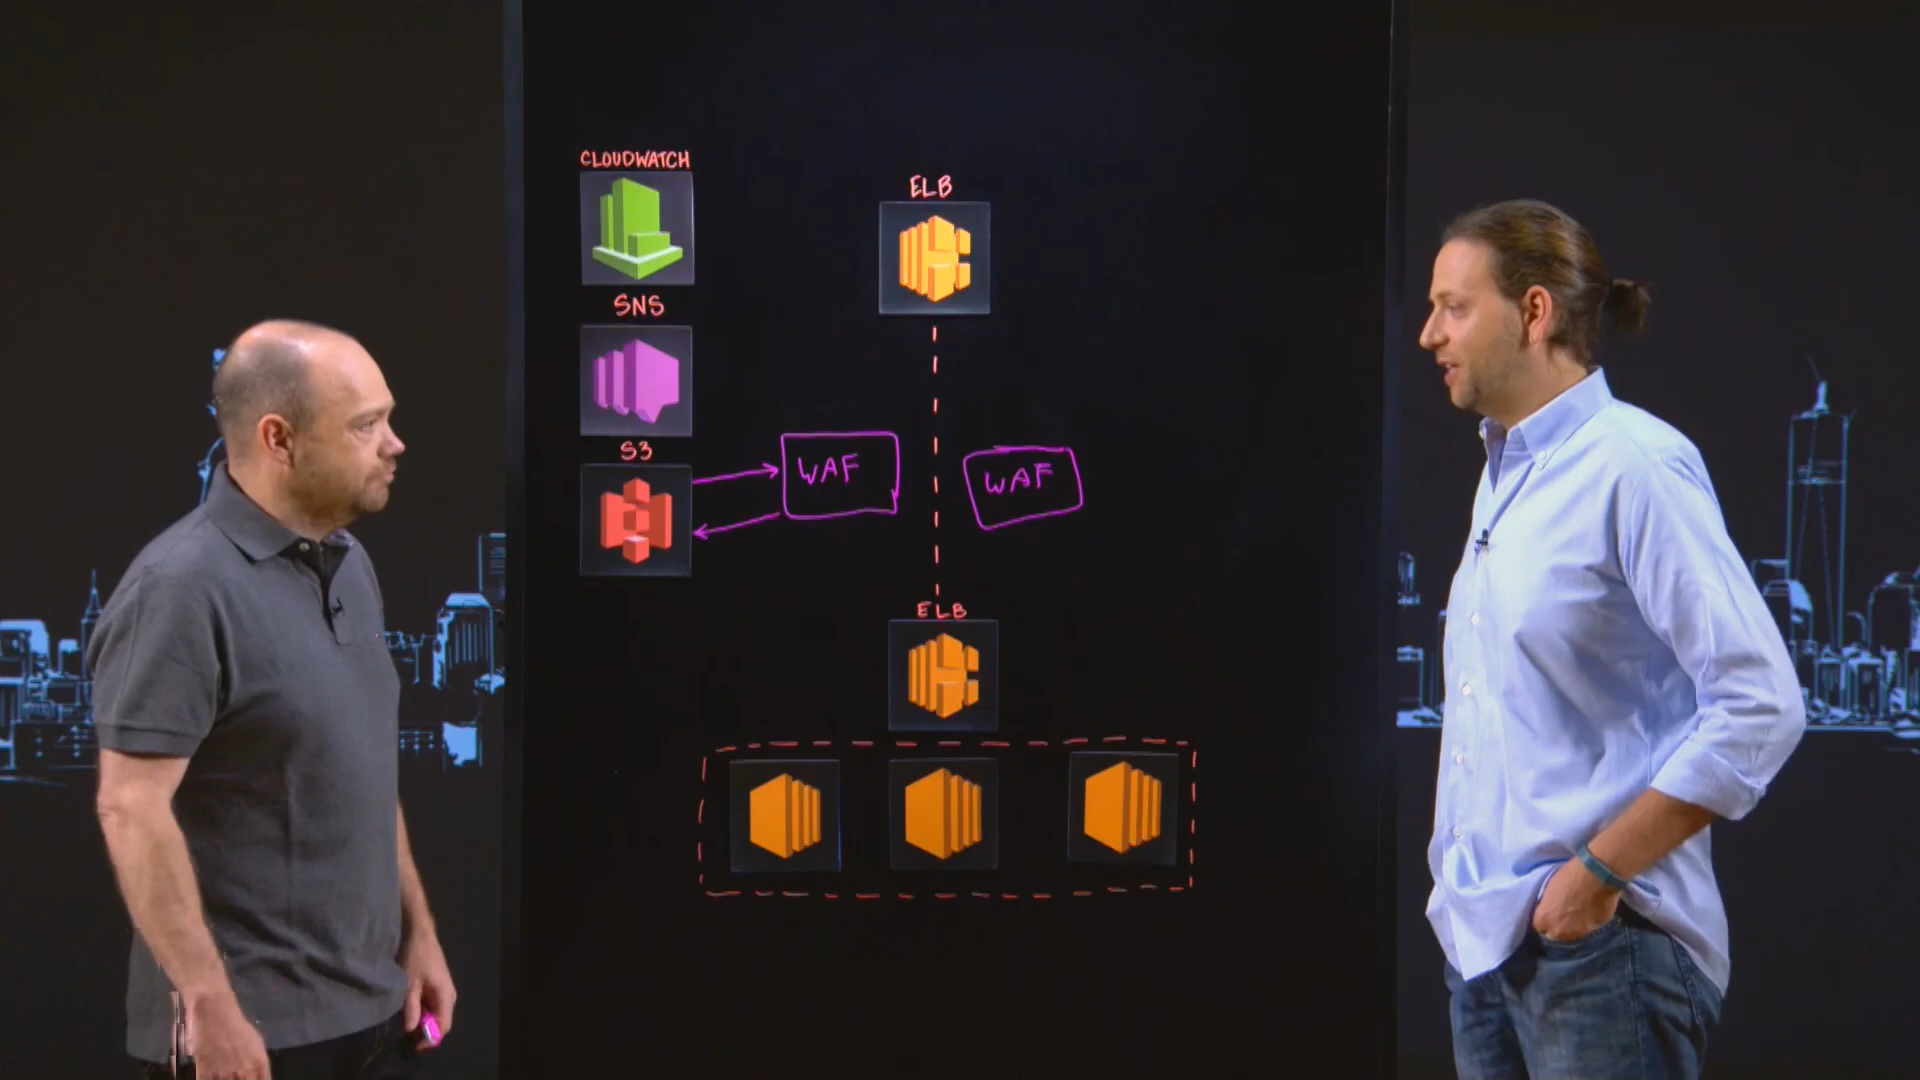 CLOUDWATCH
SNS
S3
ELB
WAF
WAF
ELB